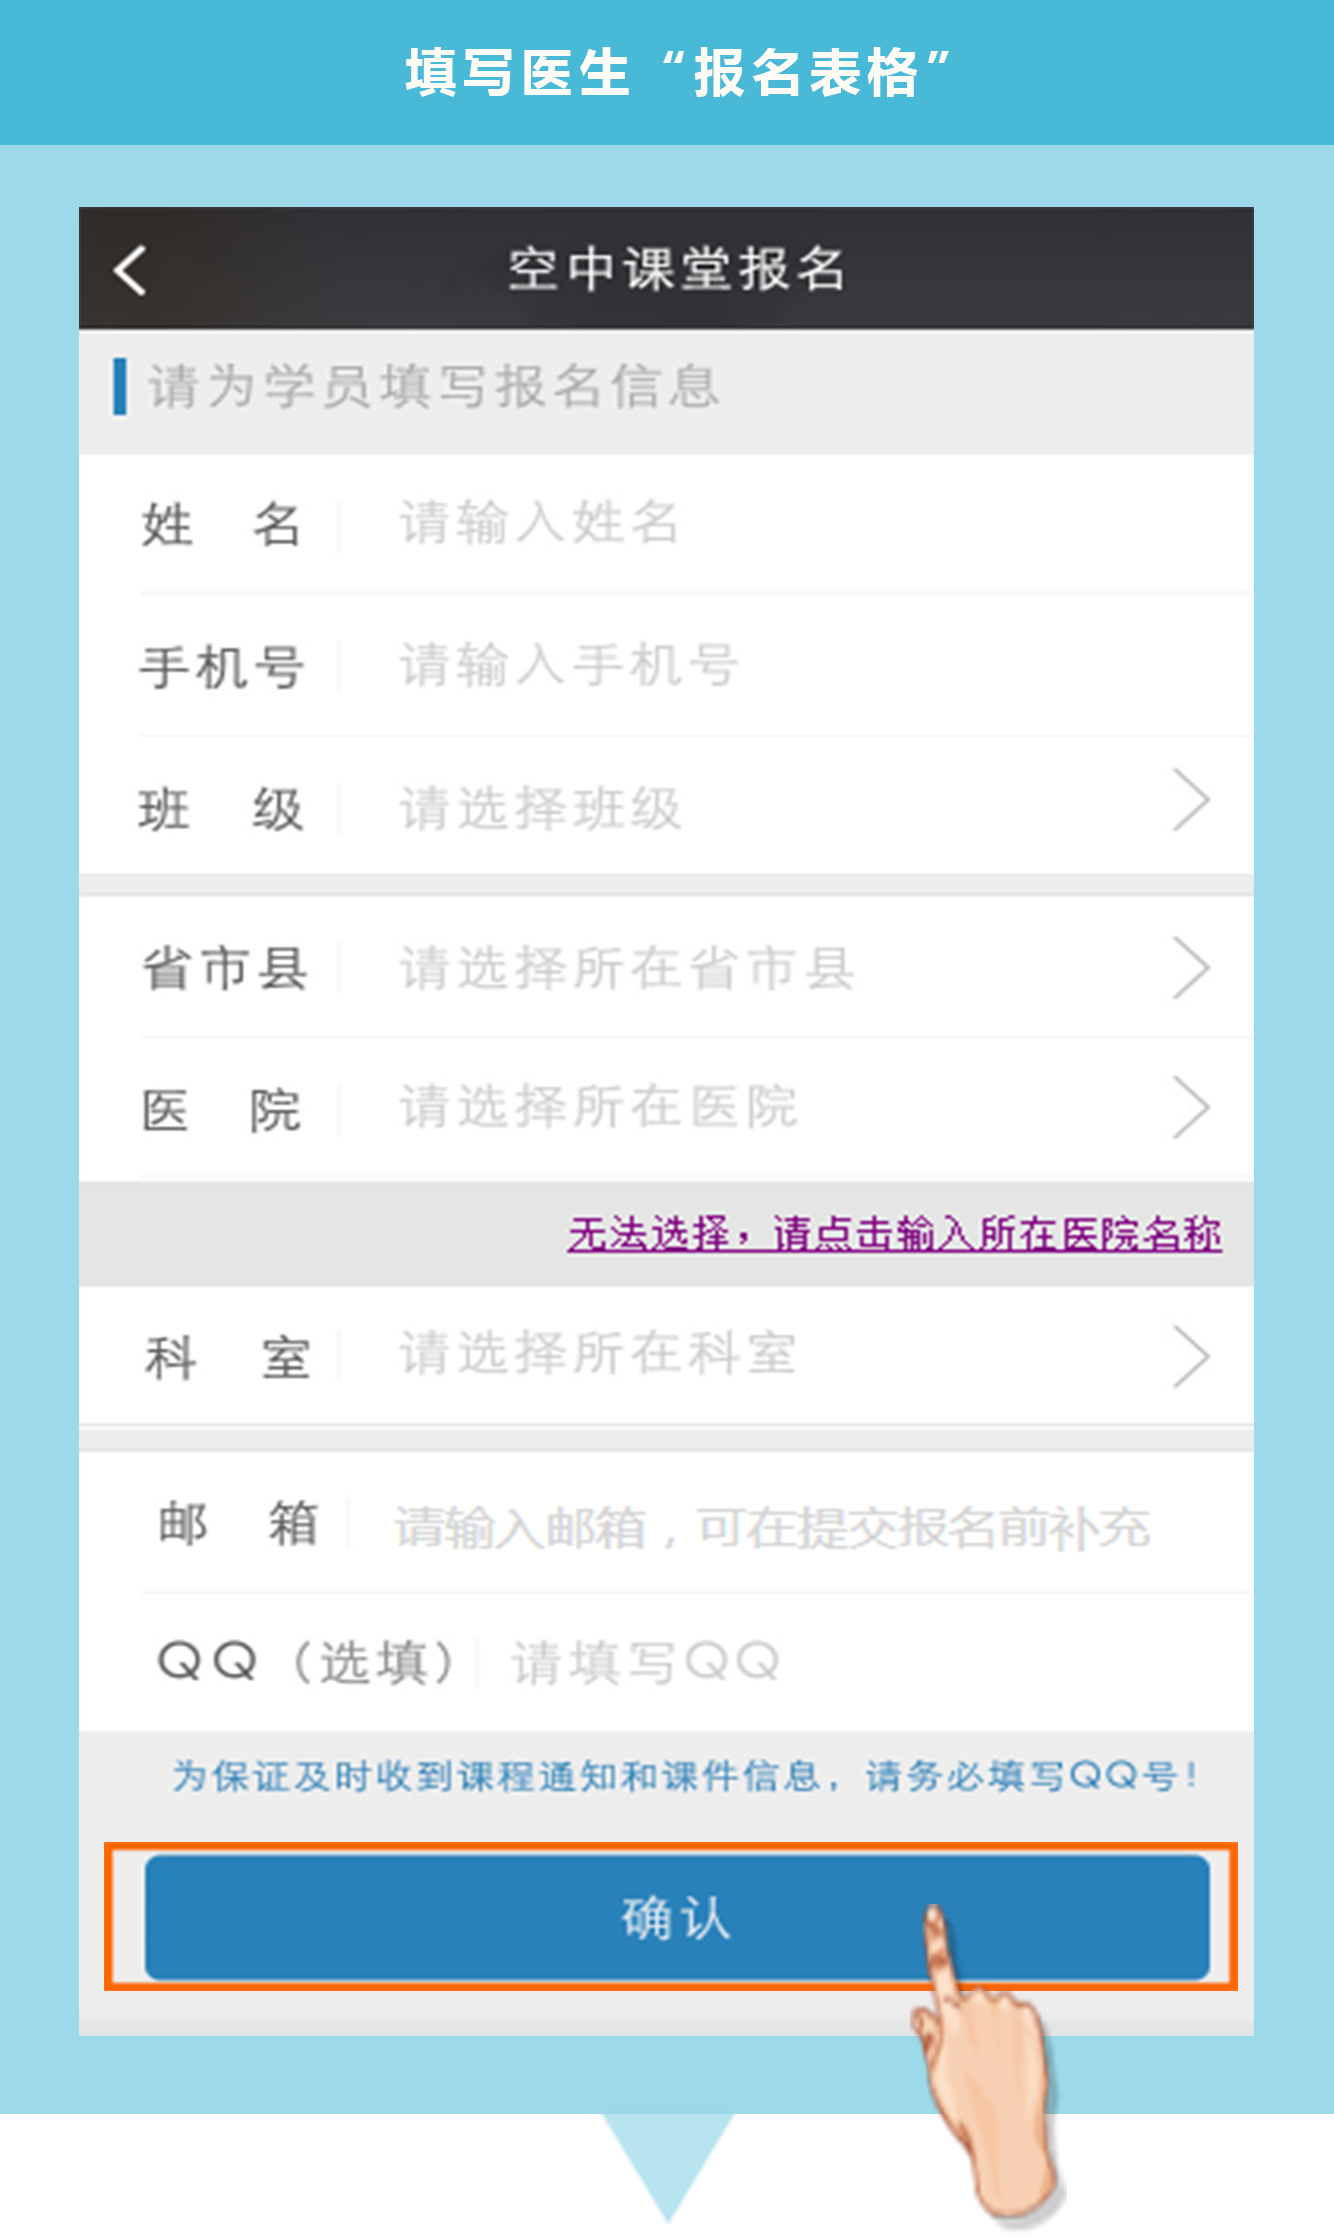 填写医生“报名表格”
空中课堂报名
请为学员填写报名信息
姓 名 请输入姓名
手机号 请输入手机号
班 级 请选择班级
省市县 请选择所在省市县
医 院 请选择所在医院
无法选择，请点击输入所在医院名称
科 室 请选择所在科室
邮 箱 请输入邮箱，可在提交报名前补充
QQ（选填） 请填写QQ
为保证及时收到课程通知和课件信息，请务必填写QQ号！
确认